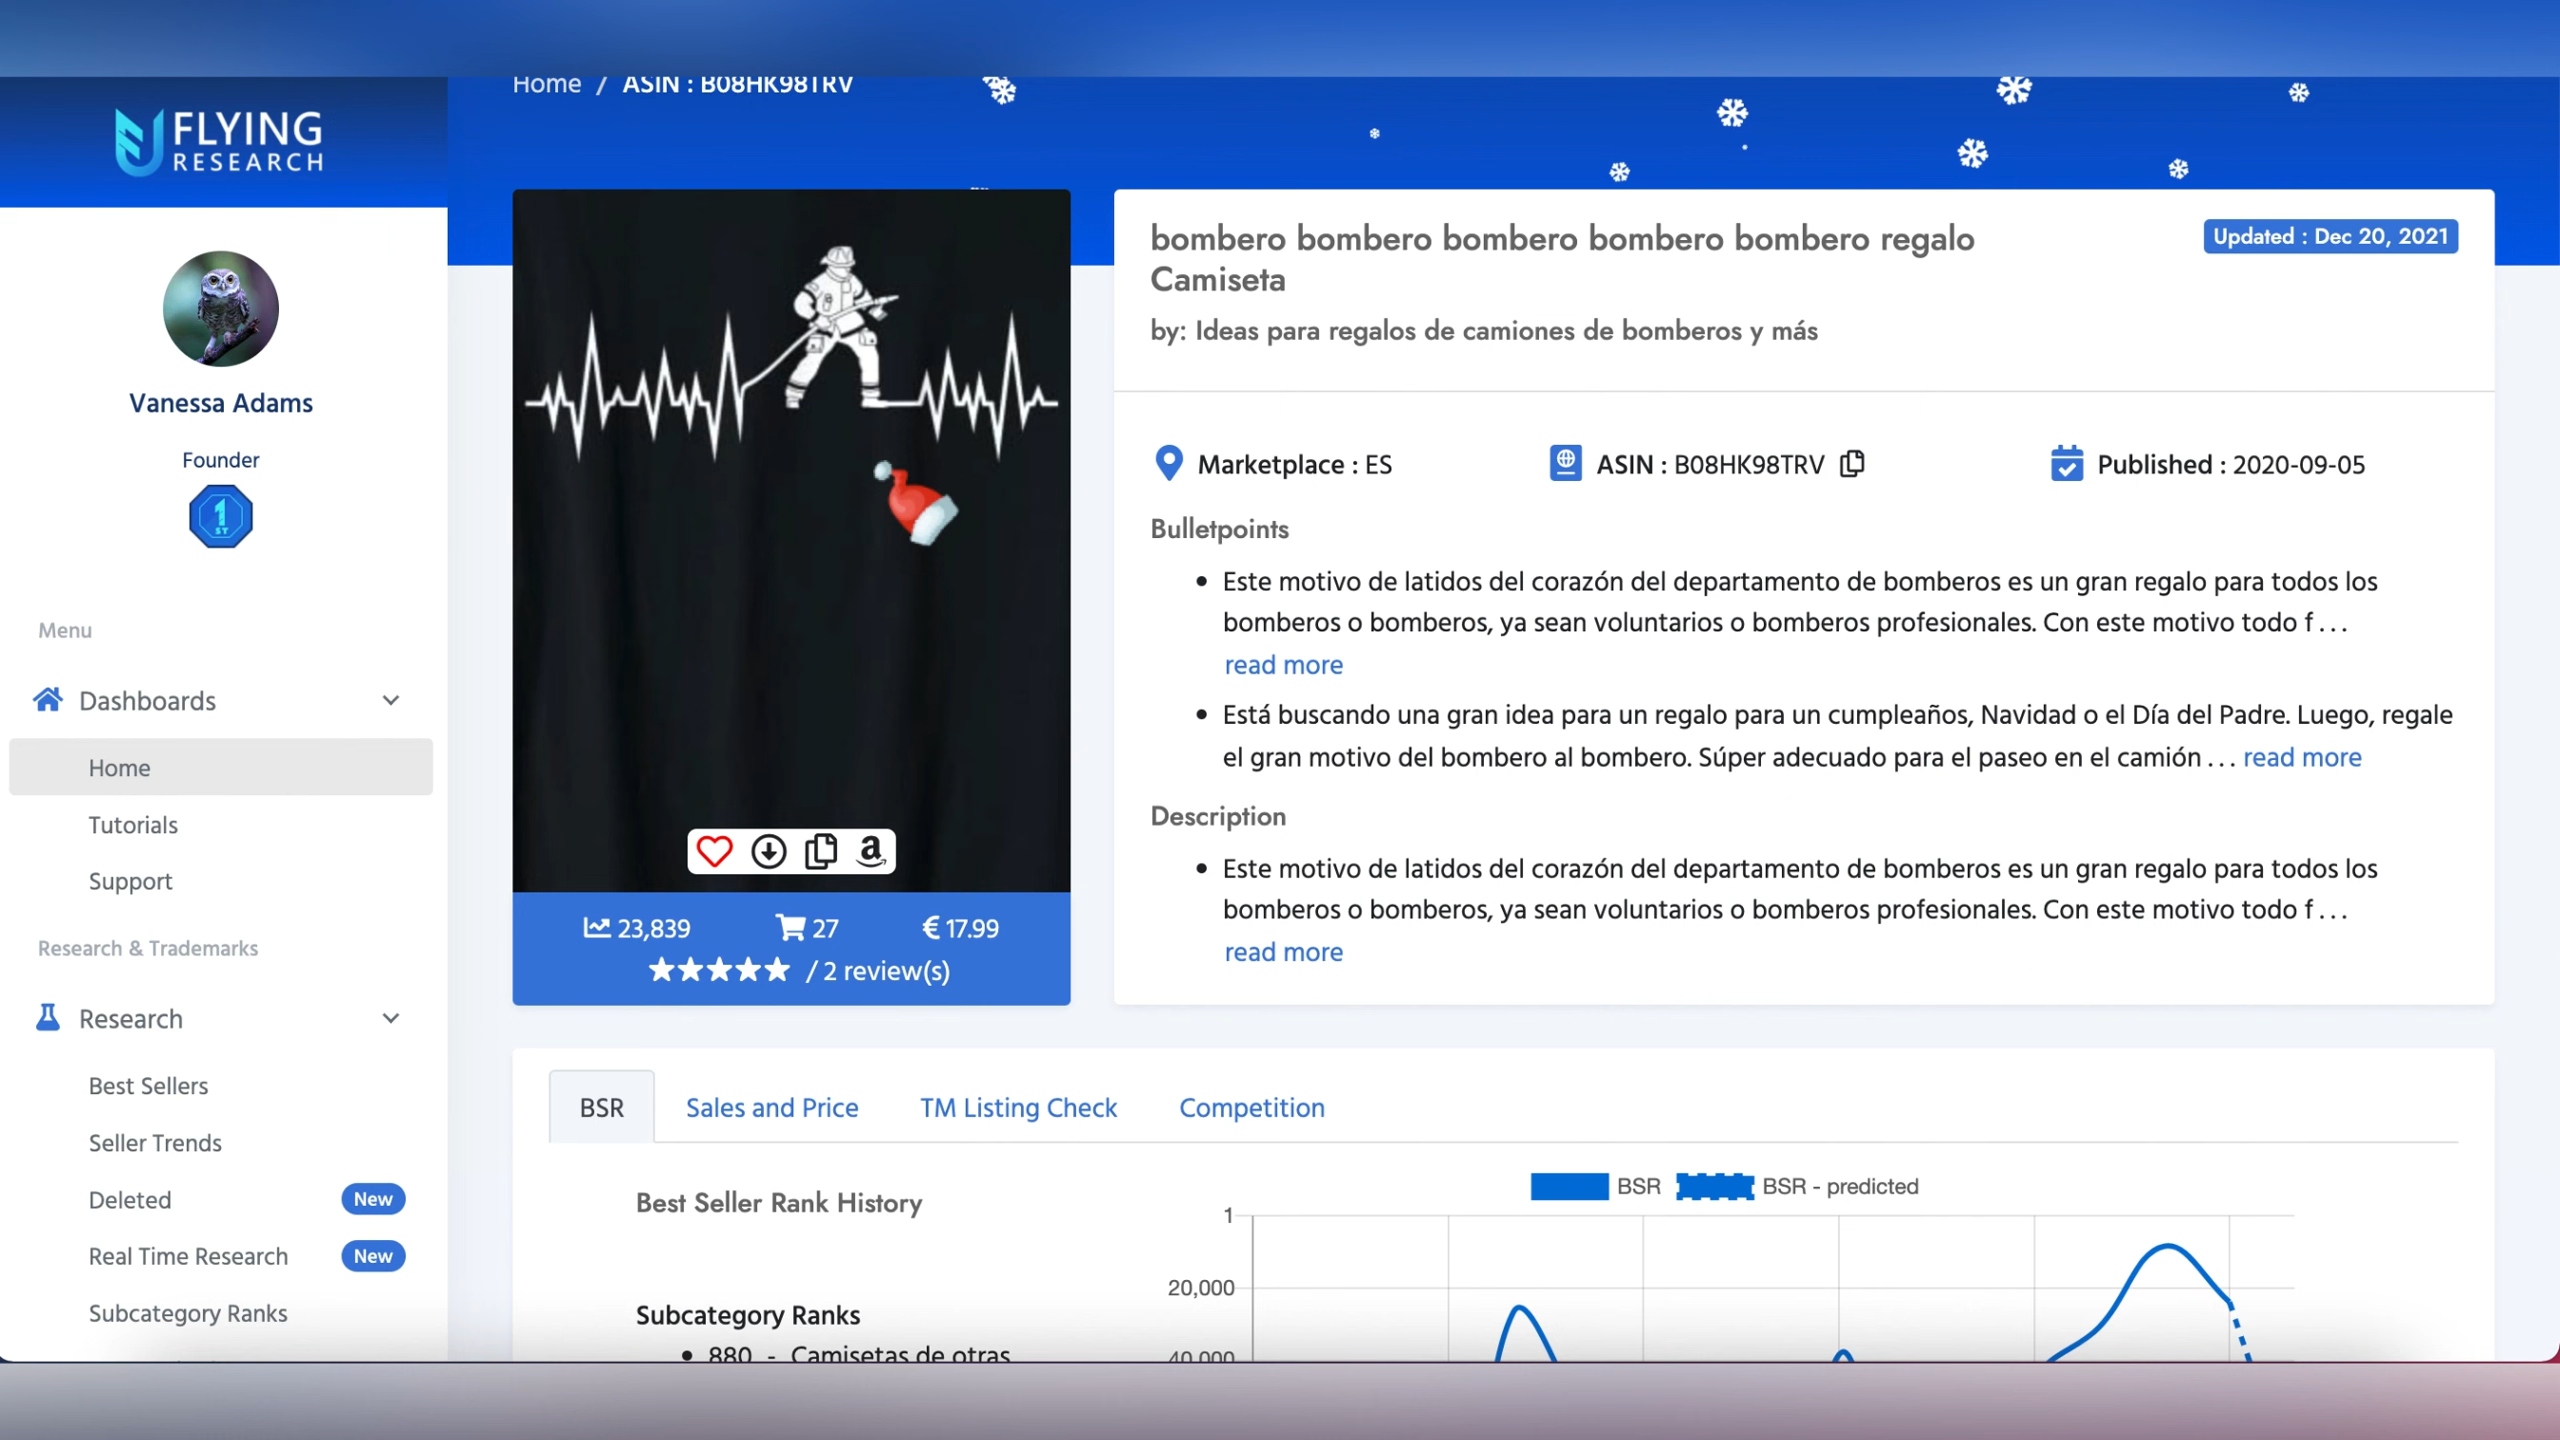 Home / ASIN : B08HK98TRV
FLYING
RESEARCH
Vanessa Adams
Founder
1
ST
Menu
Dashboards
Home
Tutorials
Support
Research & Trademarks
Research
Best Sellers
Seller Trends
Deleted New
Real Time Research New
Subcategory Ranks
23,839 27 € 17.99
/ 2 review(s)
bombero bombero bombero bombero bombero regalo
Camiseta
Updated : Dec 20, 2021
by: Ideas para regalos de camiones de bomberos y más
Marketplace : ES ASIN : B08HK98TRV Published : 2020-09-05
Bulletpoints
• Este motivo de latidos del corazón del departamento de bomberos es un gran regalo para todos los
bomberos o bomberos, ya sean voluntarios o bomberos profesionales. Con este motivo todo f . . .
read more
• Está buscando una gran idea para un regalo para un cumpleaños, Navidad o el Día del Padre. Luego, regale
el gran motivo del bombero al bombero. Súper adecuado para el paseo en el camión . . . read more
Description
• Este motivo de latidos del corazón del departamento de bomberos es un gran regalo para todos los
bomberos o bomberos, ya sean voluntarios o bomberos profesionales. Con este motivo todo f . . .
read more
BSR Sales and Price TM Listing Check Competition
Best Seller Rank History
Subcategory Ranks
• 880 - Camisetas de otras
BSR BSR - predicted
1
20,000
40,000